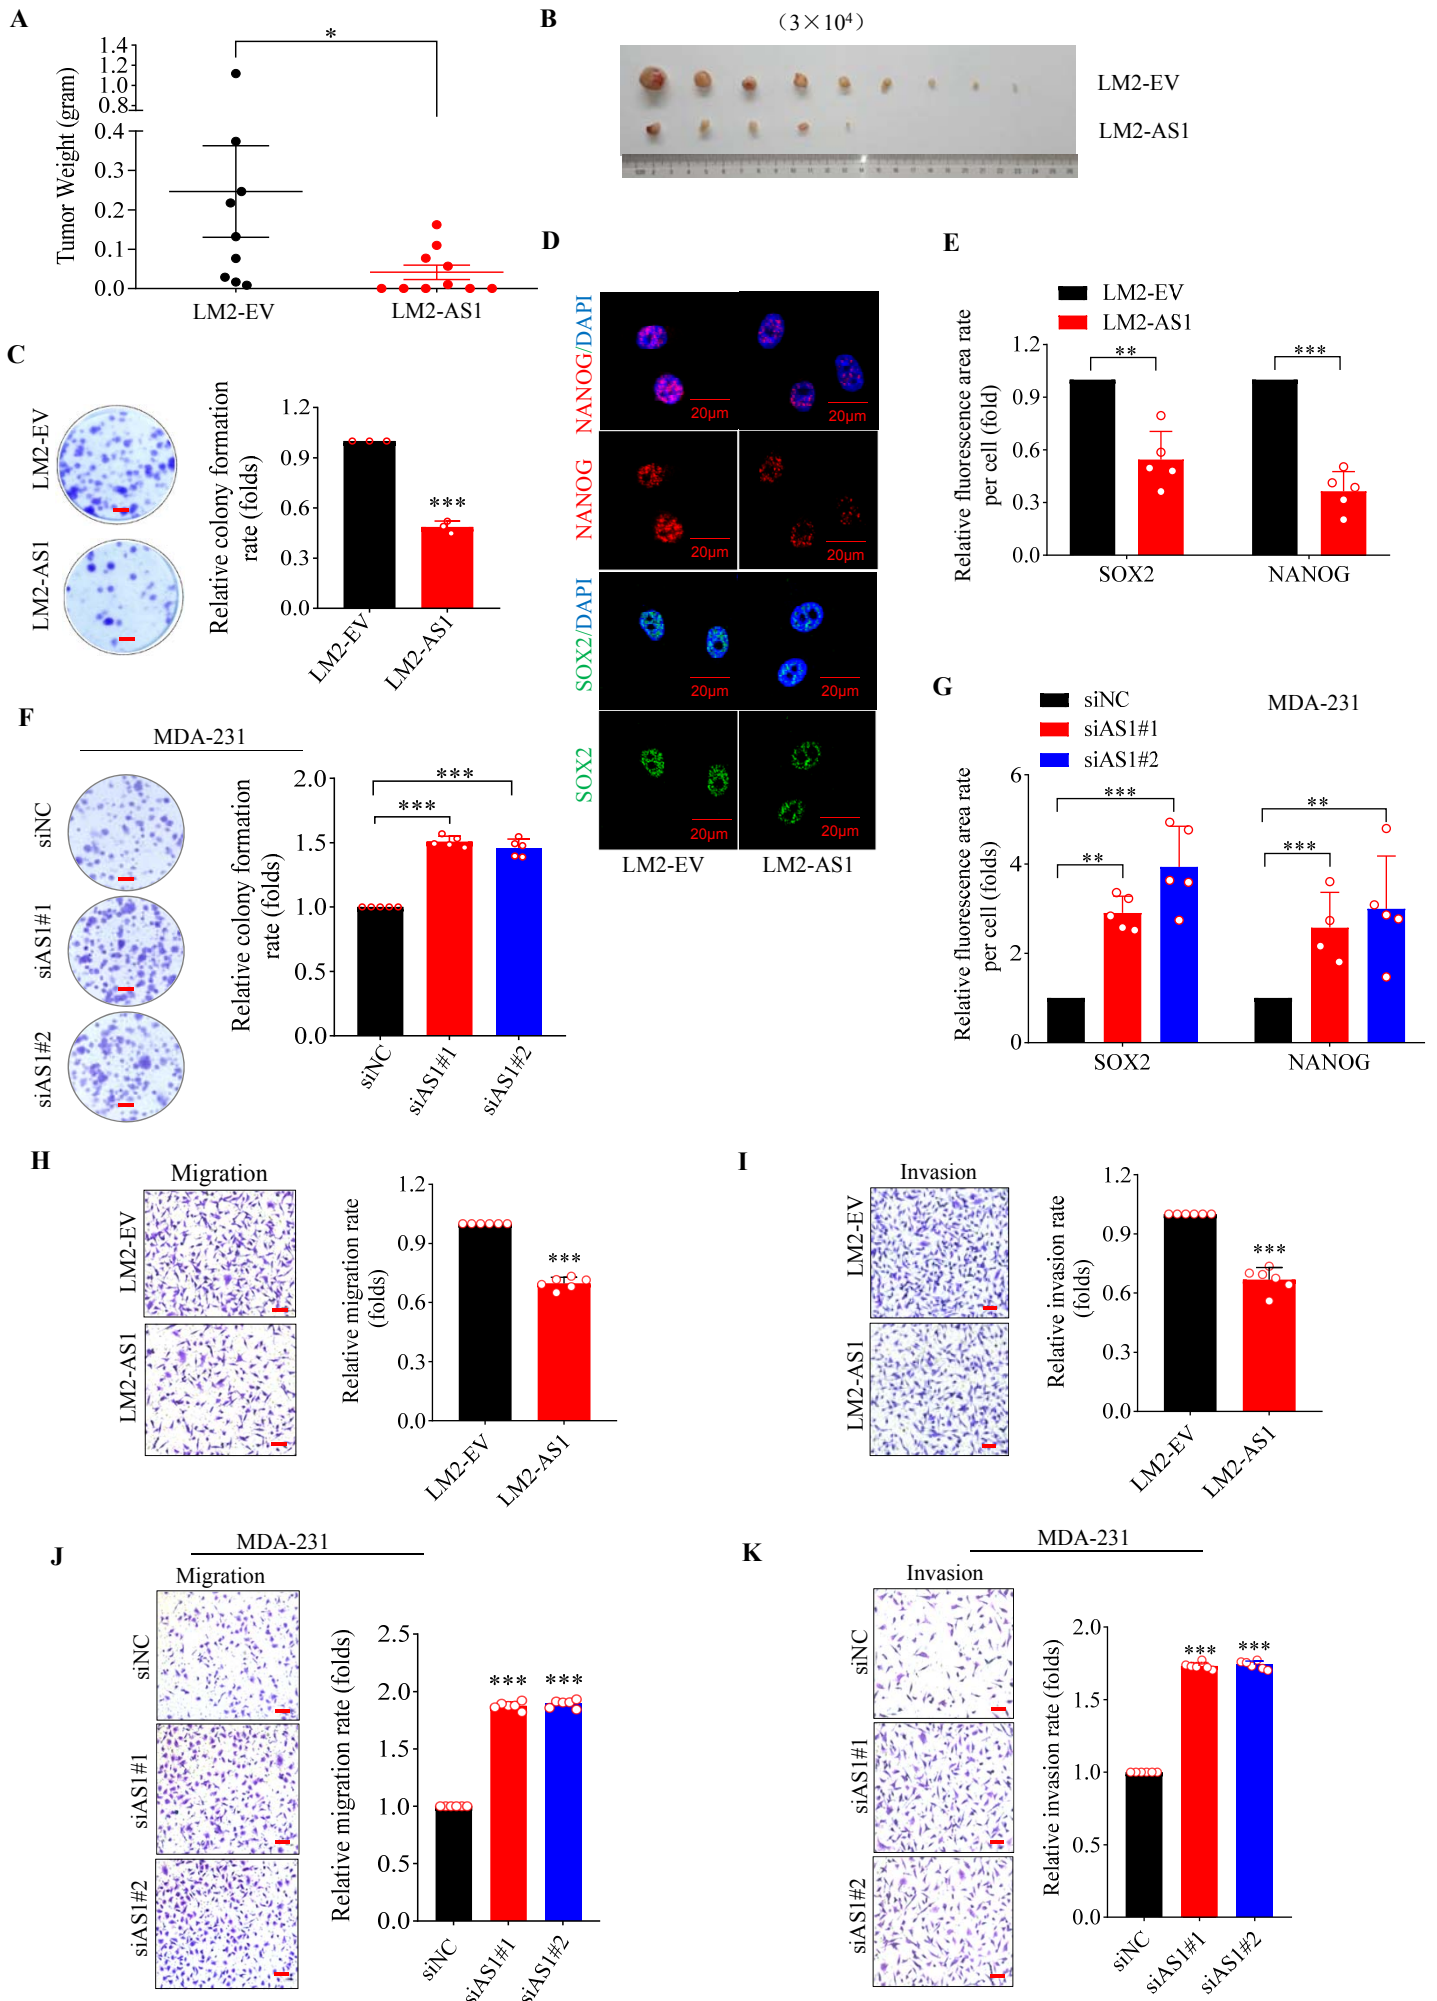 A
Tumor Weight (gram)
1.4
1.2
1.0
0.8
0.4
0.3
0.2
0.1
0.0
*
LM2-EV
LM2-AS1
B
(3×10⁴)
LM2-EV
LM2-AS1
C
LM2-EV
LM2-AS1
Relative colony formation
rate (folds)
1.2
0.9
0.6
0.3
0.0
***
LM2-EV
LM2-AS1
D
NANOG/DAPI
NANOG
SOX2/DAPI
SOX2
20μm
20μm
20μm
20μm
20μm
20μm
20μm
20μm
LM2-EV
LM2-AS1
E
LM2-EV
LM2-AS1
Relative fluorescence area rate
per cell (fold)
1.2
0.9
0.6
0.3
0.0
**
***
SOX2
NANOG
F
MDA-231
siNC
siAS1#1
siAS1#2
Relative colony formation
rate (folds)
2.0
1.5
1.0
0.5
0.0
***
***
siNC
siAS1#1
siAS1#2
G
siNC
siAS1#1
siAS1#2
MDA-231
Relative fluorescence area rate
per cell (folds)
6
4
2
0
***
**
**
***
SOX2
NANOG
H
Migration
LM2-EV
LM2-AS1
Relative migration rate
(folds)
1.2
0.9
0.6
0.3
0.0
***
LM2-EV
LM2-AS1
I
Invasion
LM2-EV
LM2-AS1
Relative invasion rate
(folds)
1.2
0.9
0.6
0.3
0.0
***
LM2-EV
LM2-AS1
J
MDA-231
Migration
siNC
siAS1#1
siAS1#2
Relative migration rate (folds)
2.5
2.0
1.5
1.0
0.5
0.0
***
***
siNC
siAS1#1
siAS1#2
K
MDA-231
Invasion
siNC
siAS1#1
siAS1#2
Relative invasion rate (folds)
2.0
1.5
1.0
0.5
0.0
***
***
siNC
siAS1#1
siAS1#2